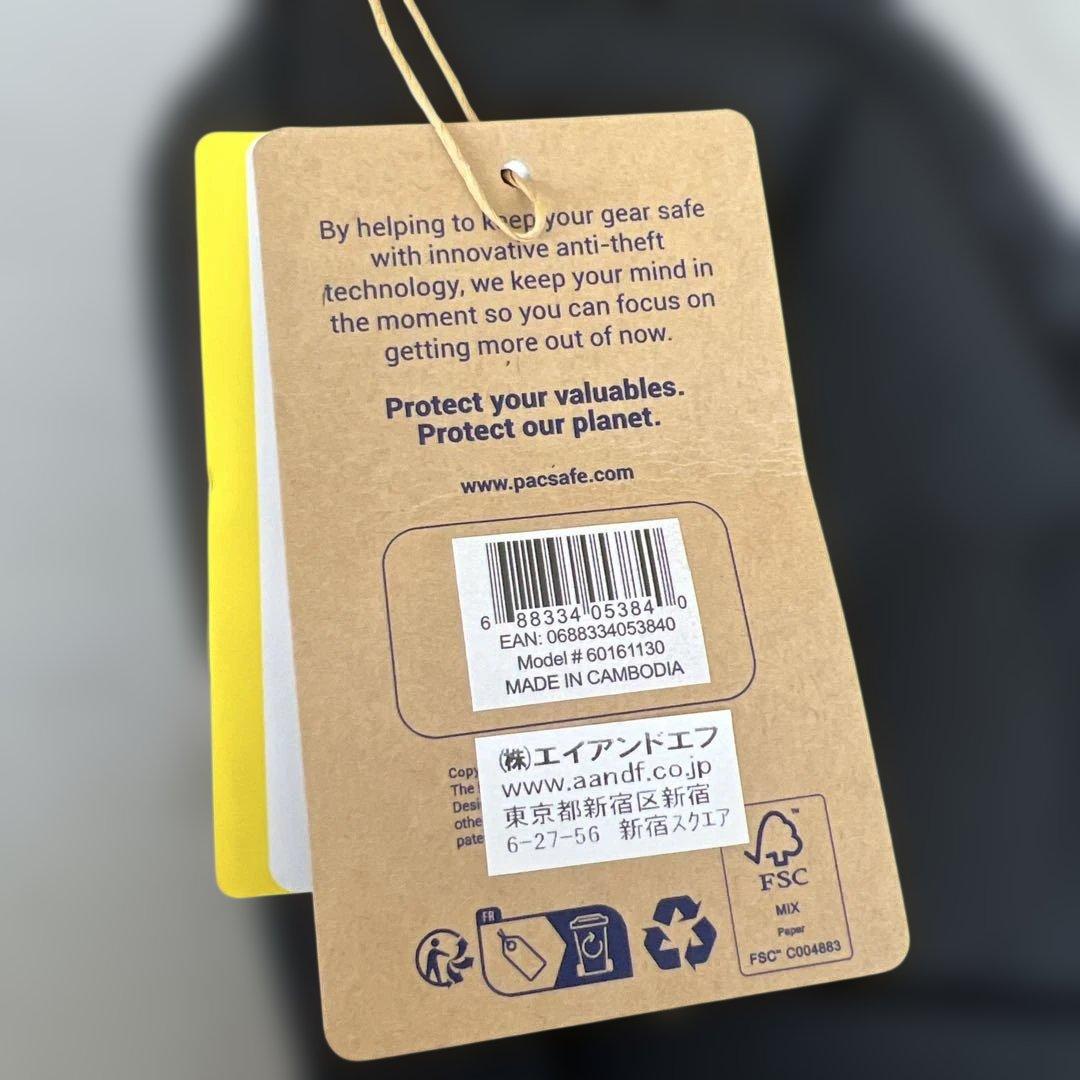 By helping to keep your gear safe
with innovative anti-theft
technology, we keep your mind in
the moment so you can focus on
getting more out of now.
Protect your valuables.
Protect our planet.
www.pacsafe.com
6 88334 05384 0
EAN: 0688334053840
Model # 60161130
MADE IN CAMBODIA
㈱エイアンドエフ
www.aandf.co.jp
東京都新宿区新宿
6-27-56 新宿スクエア
The
FR
™
FSC
MIX
Paper
FSC™ C004883